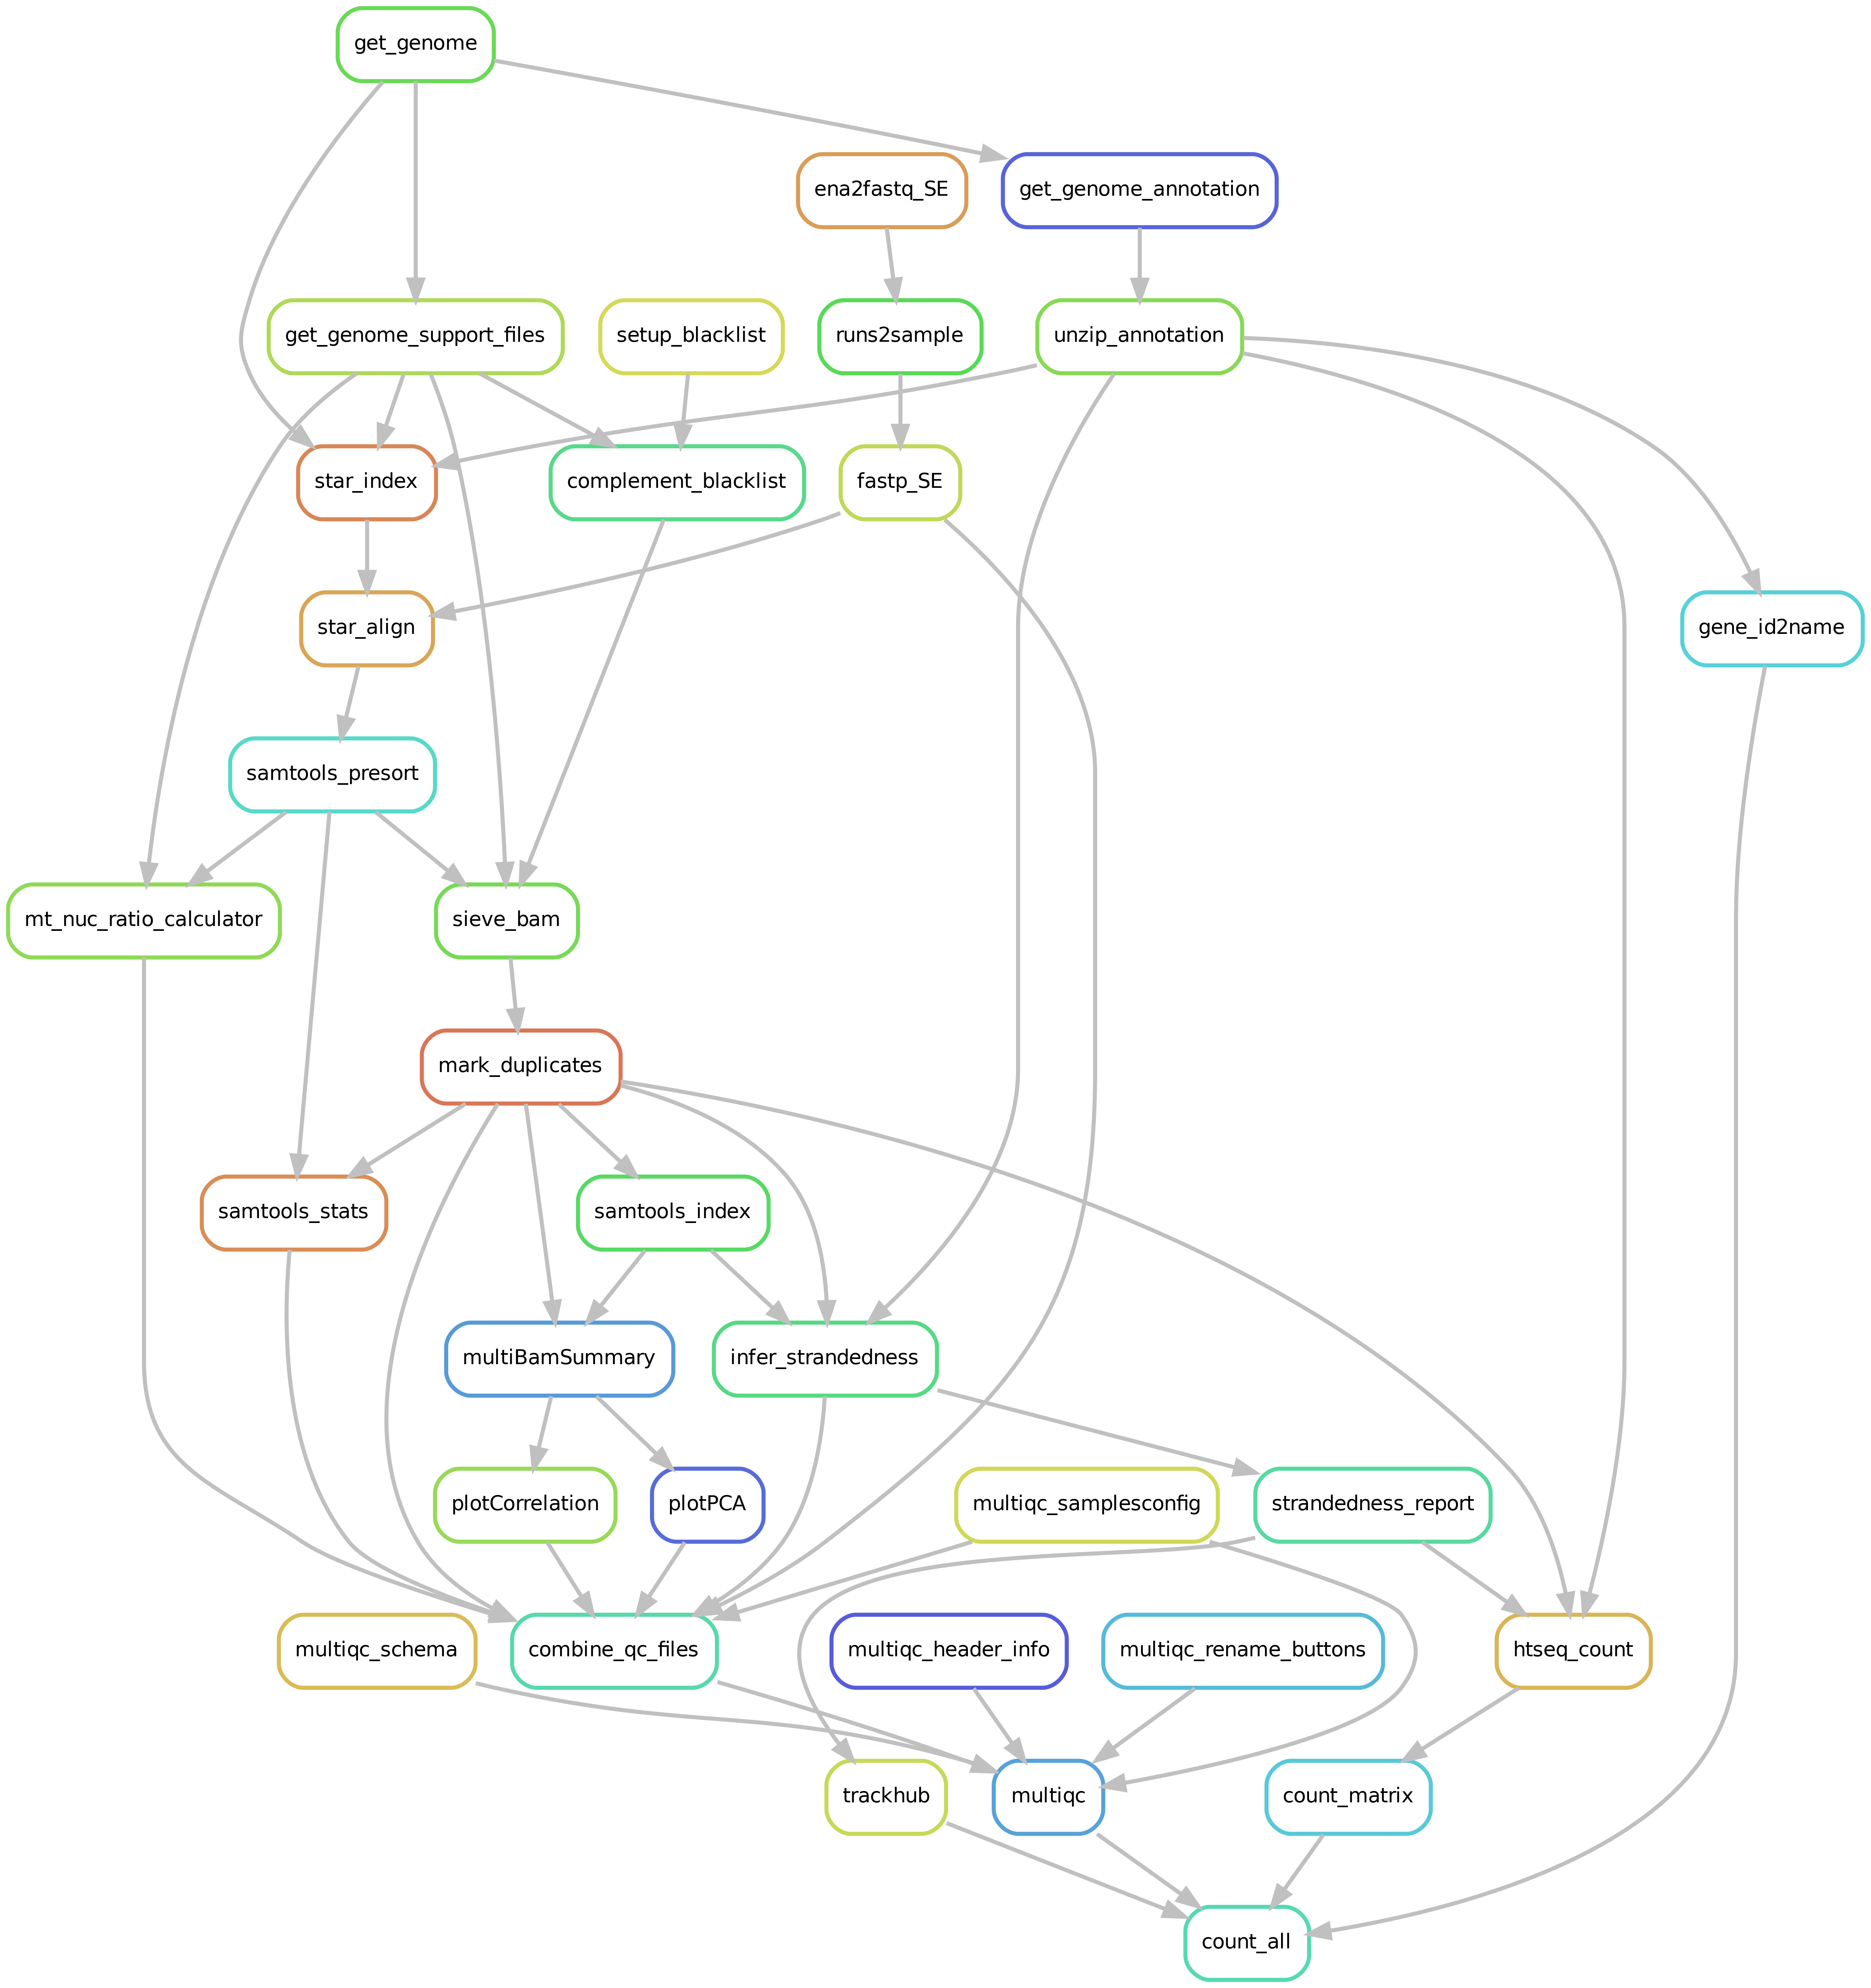 get_genome
ena2fastq_SE
get_genome_annotation
get_genome_support_files
setup_blacklist
runs2sample
unzip_annotation
star_index
complement_blacklist
fastp_SE
star_align
gene_id2name
samtools_presort
mt_nuc_ratio_calculator
sieve_bam
mark_duplicates
samtools_stats
samtools_index
multiBamSummary
infer_strandedness
plotCorrelation
plotPCA
multiqc_samplesconfig
strandedness_report
multiqc_schema
combine_qc_files
multiqc_header_info
multiqc_rename_buttons
htseq_count
trackhub
multiqc
count_matrix
count_all